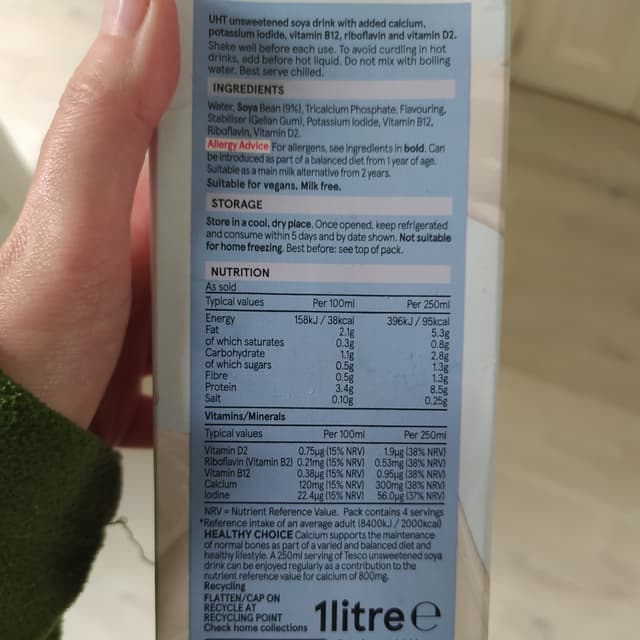 UHT unsweetened soya drink with added calcium,
potassium iodide, vitamin B12, riboflavin and vitamin D2.
Shake well before each use. To avoid curdling in hot
drinks, add before hot liquid. Do not mix with boiling
water. Best serve chilled.
INGREDIENTS
Water, Soya Bean (9%), Tricalcium Phosphate, Flavouring,
Stabiliser (Gellan Gum), Potassium Iodide, Vitamin B12,
Riboflavin, Vitamin D2.
Allergy Advice For allergens, see ingredients in bold. Can
be introduced as part of a balanced diet from 1 year of age.
Suitable as a main milk alternative from 2 years.
Suitable for vegans. Milk free.
STORAGE
Store in a cool, dry place. Once opened, keep refrigerated
and consume within 5 days and by date shown. Not suitable
for home freezing. Best before: see top of pack.
NUTRITION
As sold
Typical values Per 100ml Per 250ml
Energy 158kJ / 38kcal 396kJ / 95kcal
Fat 2.1g 5.3g
of which saturates 0.3g 0.8g
Carbohydrate 1.1g 2.8g
of which sugars 0.5g 1.3g
Fibre 0.5g 1.3g
Protein 3.4g 8.5g
Salt 0.10g 0.25g
Vitamins/Minerals
Typical values Per 100ml Per 250ml
Vitamin D2 0.75µg (15% NRV) 1.9µg (38% NRV)
Riboflavin (Vitamin B2) 0.21mg (15% NRV) 0.53mg (38% NRV)
Vitamin B12 0.38µg (15% NRV) 0.95µg (38% NRV)
Calcium 120mg (15% NRV) 300mg (38% NRV)
Iodine 22.4µg (15% NRV) 56.0µg (37% NRV)
NRV = Nutrient Reference Value. Pack contains 4 servings
*Reference intake of an average adult (8400kJ / 2000kcal)
HEALTHY CHOICE Calcium supports the maintenance
of normal bones as part of a varied and balanced diet and
healthy lifestyle. A 250ml serving of Tesco unsweetened soya
drink can be enjoyed regularly as a contribution to the
nutrient reference value for calcium of 800mg.
Recycling
FLATTEN/CAP ON
RECYCLE AT
RECYCLING POINT
Check home collections
1litre ℮